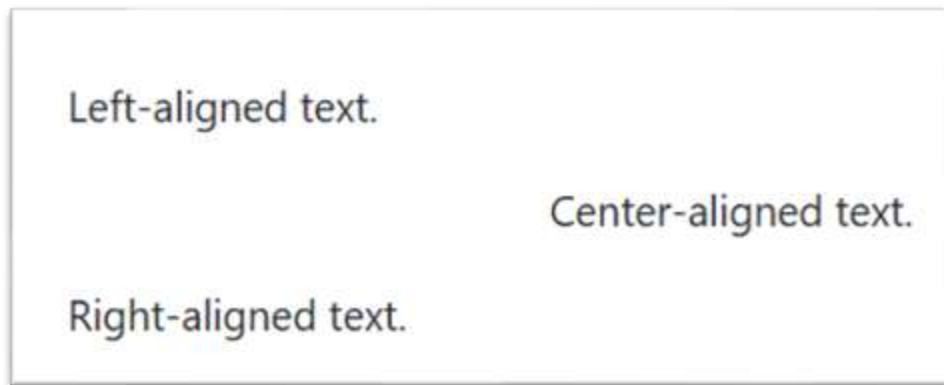 Left-aligned text.
Center-aligned text.
Right-aligned text.